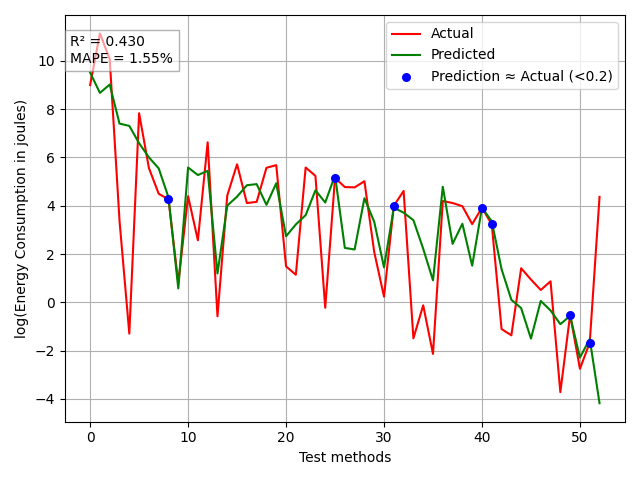 R² = 0.430
MAPE = 1.55%
Actual
Predicted
Prediction ≈ Actual (<0.2)
log(Energy Consumption in joules)
10
8
6
4
2
0
−2
−4
0 10 20 30 40 50
Test methods